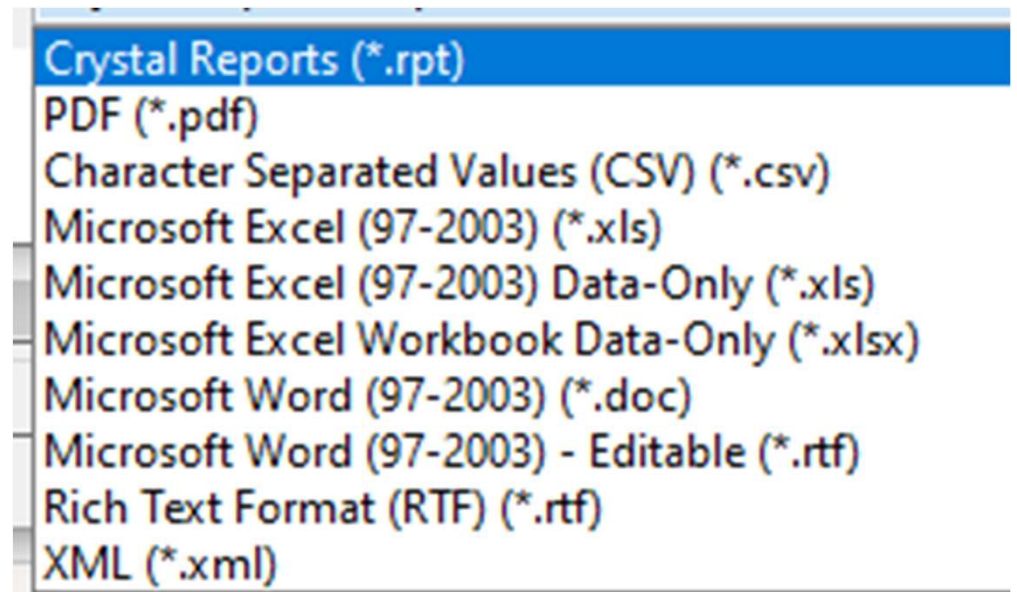 Crystal Reports (*.rpt)
PDF (*.pdf)
Character Separated Values (CSV) (*.csv)
Microsoft Excel (97-2003) (*.xls)
Microsoft Excel (97-2003) Data-Only (*.xls)
Microsoft Excel Workbook Data-Only (*.xlsx)
Microsoft Word (97-2003) (*.doc)
Microsoft Word (97-2003) - Editable (*.rtf)
Rich Text Format (RTF) (*.rtf)
XML (*.xml)